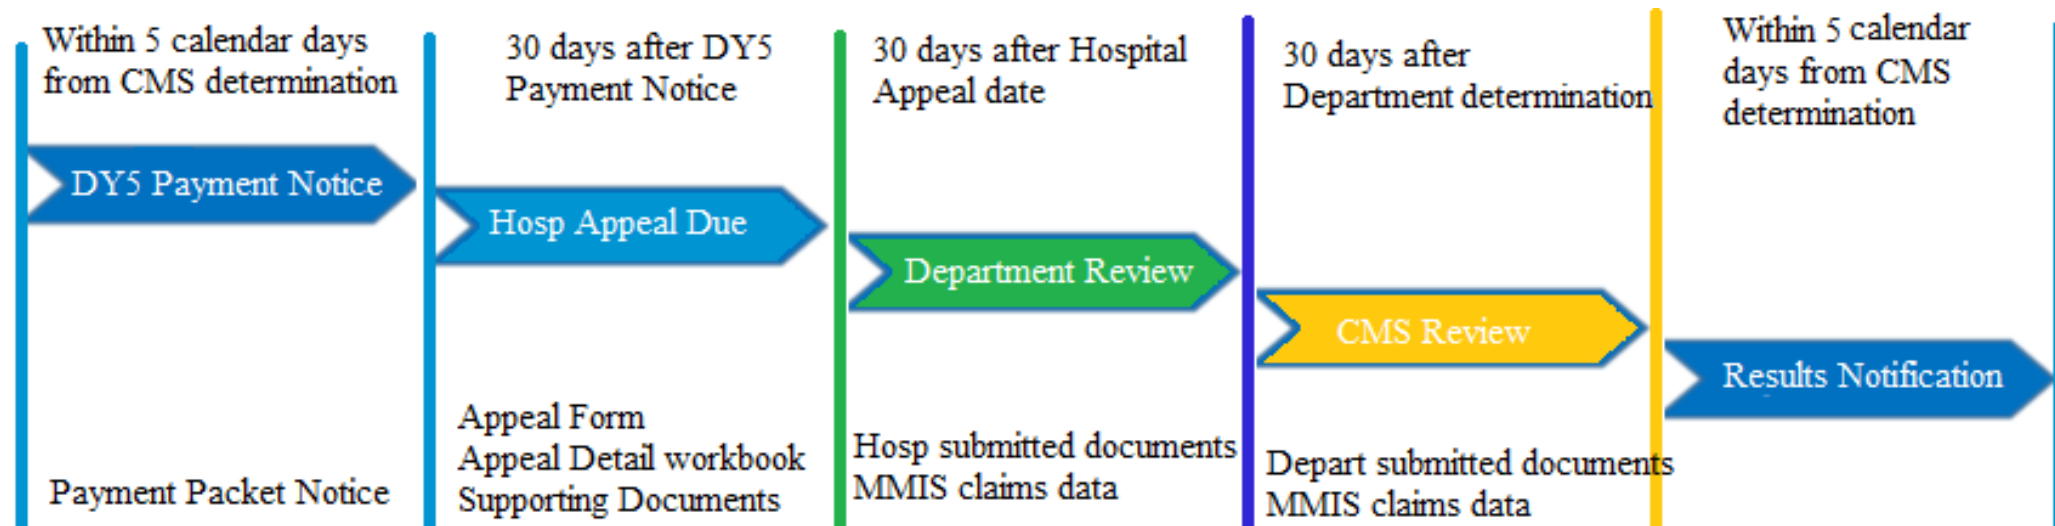 Within 5 calendar days
from CMS determination
DY5 Payment Notice
Payment Packet Notice
30 days after DY5
Payment Notice
Hosp Appeal Due
Appeal Form
Appeal Detail workbook
Supporting Documents
30 days after Hospital
Appeal date
Department Review
Hosp submitted documents
MMIS claims data
30 days after
Department determination
CMS Review
Depart submitted documents
MMIS claims data
Within 5 calendar
days from CMS
determination
Results Notification